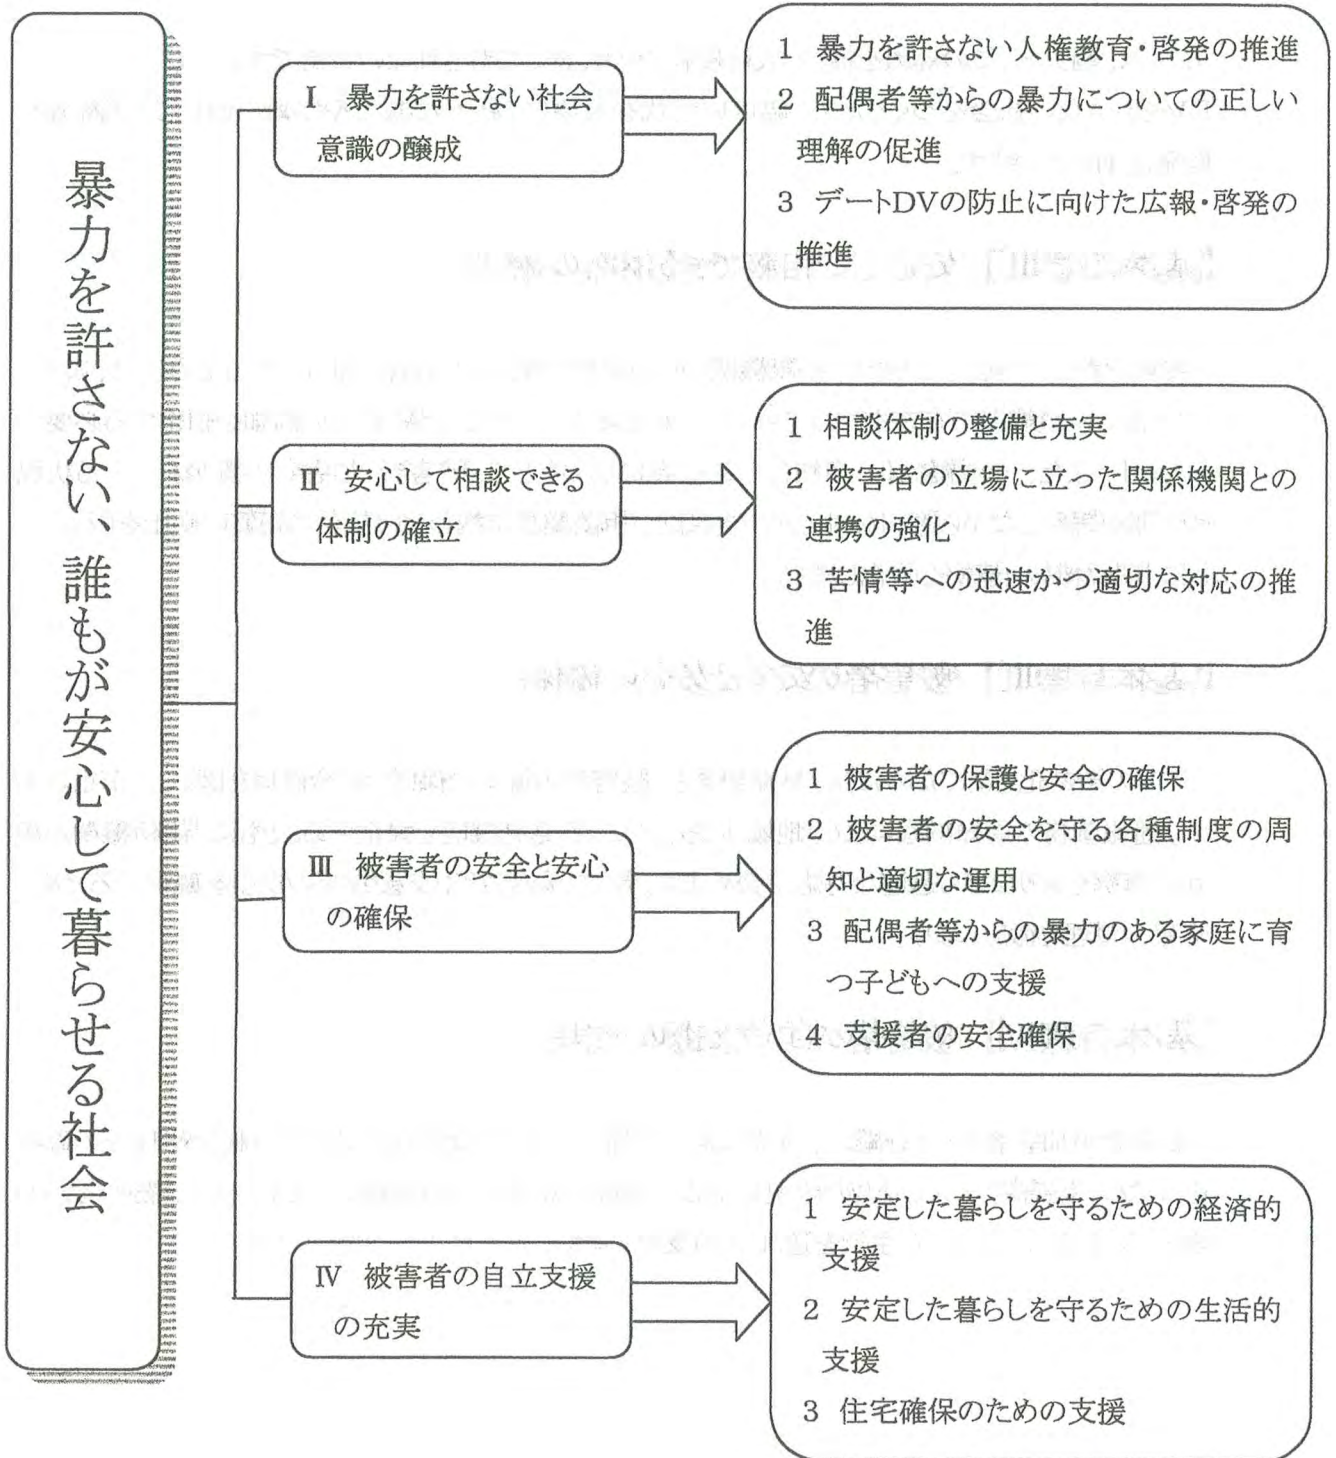 暴力を許さない 誰もが安心して暮らせる社会
Ⅰ 暴力を許さない社会
意識の醸成
1 暴力を許さない人権教育・啓発の推進
2 配偶者等からの暴力についての正しい
理解の促進
3 デートDVの防止に向けた広報・啓発の
推進
Ⅱ 安心して相談できる
体制の確立
1 相談体制の整備と充実
2 被害者の立場に立った関係機関との
連携の強化
3 苦情等への迅速かつ適切な対応の推
進
Ⅲ 被害者の安全と安心
の確保
1 被害者の保護と安全の確保
2 被害者の安全を守る各種制度の周
知と適切な運用
3 配偶者等からの暴力のある家庭に育
つ子どもへの支援
4 支援者の安全確保
Ⅳ 被害者の自立支援
の充実
1 安定した暮らしを守るための経済的
支援
2 安定した暮らしを守るための生活的
支援
3 住宅確保のための支援